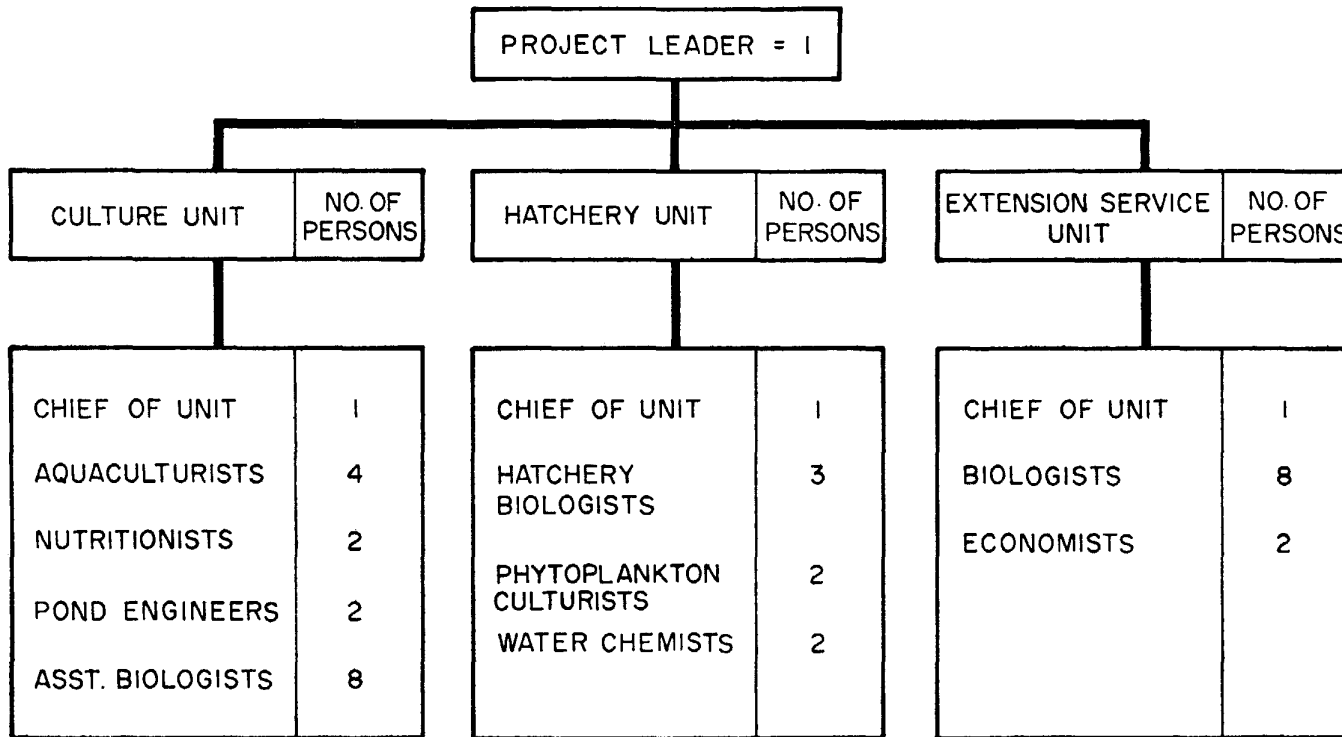 PROJECT LEADER = 1
CULTURE UNIT
NO. OF
PERSONS
HATCHERY UNIT
NO. OF
PERSONS
EXTENSION SERVICE
UNIT
NO. OF
PERSONS
CHIEF OF UNIT 1
AQUACULTURISTS 4
NUTRITIONISTS 2
POND ENGINEERS 2
ASST. BIOLOGISTS 8
CHIEF OF UNIT 1
HATCHERY 3
BIOLOGISTS
PHYTOPLANKTON 2
CULTURISTS
WATER CHEMISTS 2
CHIEF OF UNIT 1
BIOLOGISTS 8
ECONOMISTS 2